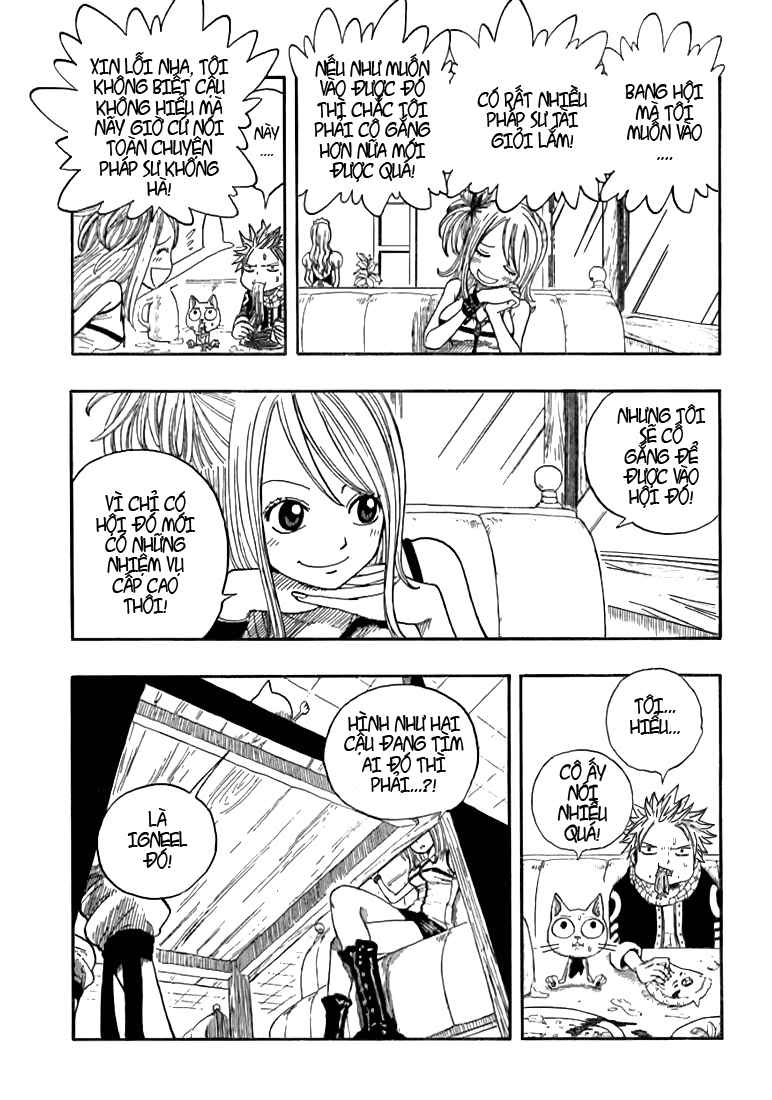 BANG HỘI
MÀ TÔI
MUỐN VÀO
....
CÓ RẤT NHIỀU
PHÁP SƯ TÀI
GIỎI LẮM!
NẾU NHƯ MUỐN
VÀO ĐƯỢC ĐÓ
THÌ CHẮC TÔI
PHẢI CỐ GẮNG
HƠN NỮA MỚI
ĐƯỢC QUÁ!
NÀY
....
XIN LỖI NHA, TÔI
KHÔNG BIẾT CẬU
KHÔNG HIỂU MÀ
NÃY GIỜ CỨ NÓI
TOÀN CHUYỆN
PHÁP SƯ KHÔNG
HÀ!
NHƯNG TÔI
SẼ CỐ
GẮNG ĐỂ
ĐƯỢC VÀO
HỘI ĐÓ!
VÌ CHỈ CÓ
HỘI ĐÓ MỚI
CÓ NHỮNG
NHIỆM VỤ
CẤP CAO
THÔI!
TÔI...
HIỂU...
CÔ ẤY
NÓI
NHIỀU
QUÁ!
HÌNH NHƯ HAI
CẬU ĐANG TÌM
AI ĐÓ THÌ
PHẢI...?!
LÀ
IGNEEL
ĐÓ!